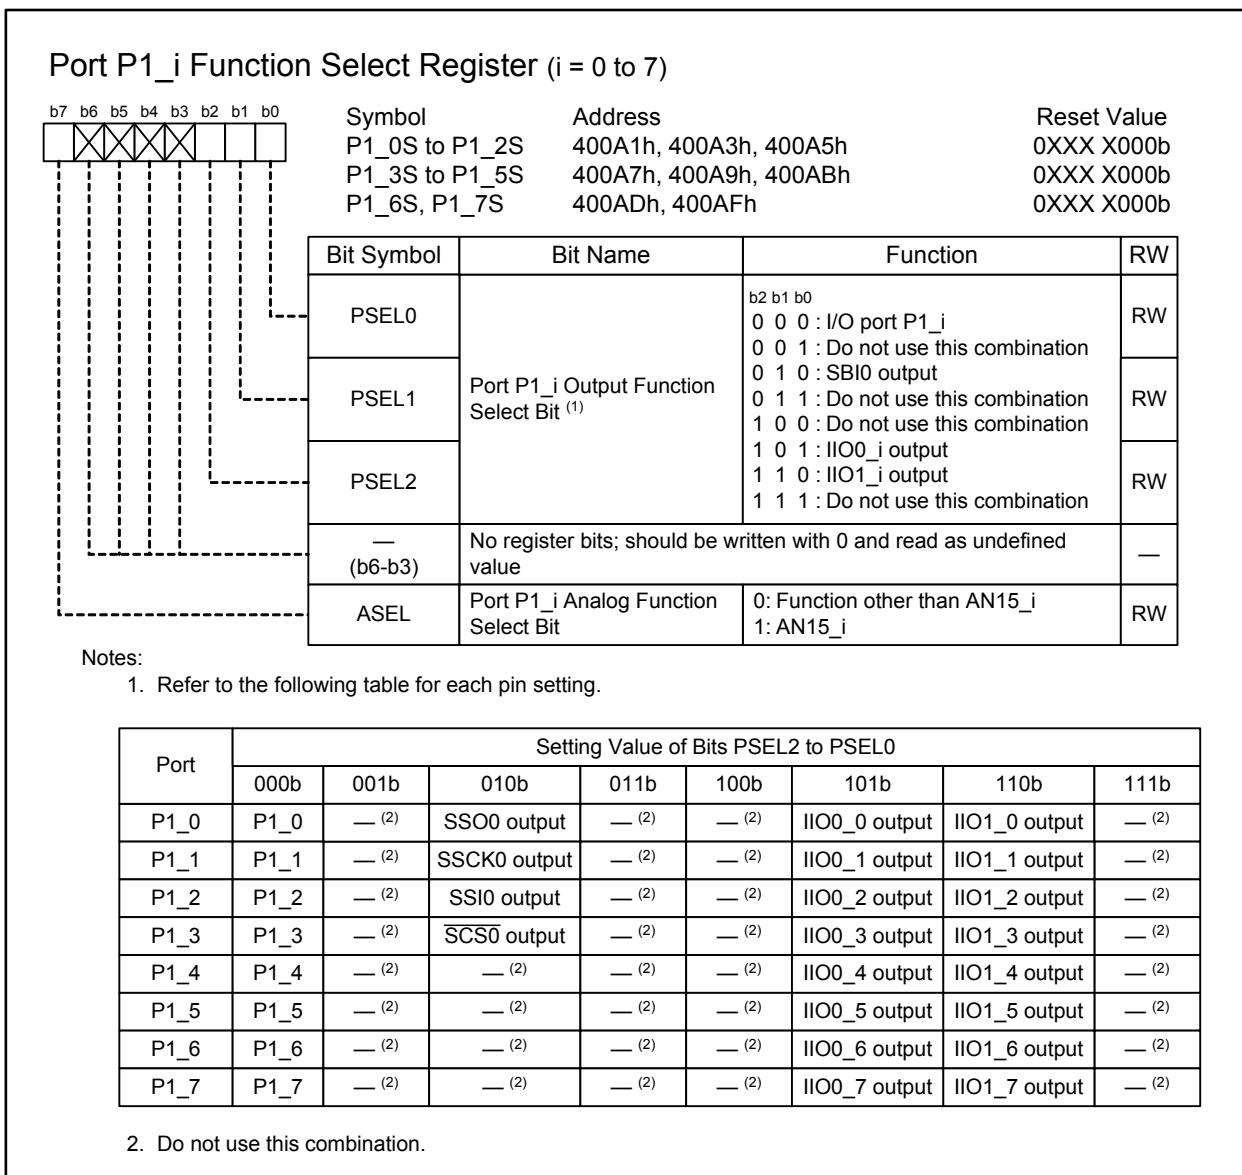 Port P1_i Function Select Register (i = 0 to 7)
b7 b6 b5 b4 b3 b2 b1 b0
Symbol Address Reset Value
P1_0S to P1_2S 400A1h, 400A3h, 400A5h 0XXX X000b
P1_3S to P1_5S 400A7h, 400A9h, 400ABh 0XXX X000b
P1_6S, P1_7S 400ADh, 400AFh 0XXX X000b
Bit Symbol Bit Name Function RW
PSEL0 RW
PSEL1 RW
PSEL2 RW
Port P1_i Output Function
Select Bit (1)
b2 b1 b0
0 0 0 : I/O port P1_i
0 0 1 : Do not use this combination
0 1 0 : SBI0 output
0 1 1 : Do not use this combination
1 0 0 : Do not use this combination
1 0 1 : IIO0_i output
1 1 0 : IIO1_i output
1 1 1 : Do not use this combination
—
(b6-b3)
No register bits; should be written with 0 and read as undefined
value
—
ASEL
Port P1_i Analog Function
Select Bit
0: Function other than AN15_i
1: AN15_i
RW
Notes:
1. Refer to the following table for each pin setting.
Port Setting Value of Bits PSEL2 to PSEL0
000b 001b 010b 011b 100b 101b 110b 111b
P1_0 P1_0 — (2) SSO0 output — (2) — (2) IIO0_0 output IIO1_0 output — (2)
P1_1 P1_1 — (2) SSCK0 output — (2) — (2) IIO0_1 output IIO1_1 output — (2)
P1_2 P1_2 — (2) SSI0 output — (2) — (2) IIO0_2 output IIO1_2 output — (2)
P1_3 P1_3 — (2) SCS0 output — (2) — (2) IIO0_3 output IIO1_3 output — (2)
P1_4 P1_4 — (2) — (2) — (2) — (2) IIO0_4 output IIO1_4 output — (2)
P1_5 P1_5 — (2) — (2) — (2) — (2) IIO0_5 output IIO1_5 output — (2)
P1_6 P1_6 — (2) — (2) — (2) — (2) IIO0_6 output IIO1_6 output — (2)
P1_7 P1_7 — (2) — (2) — (2) — (2) IIO0_7 output IIO1_7 output — (2)
2. Do not use this combination.